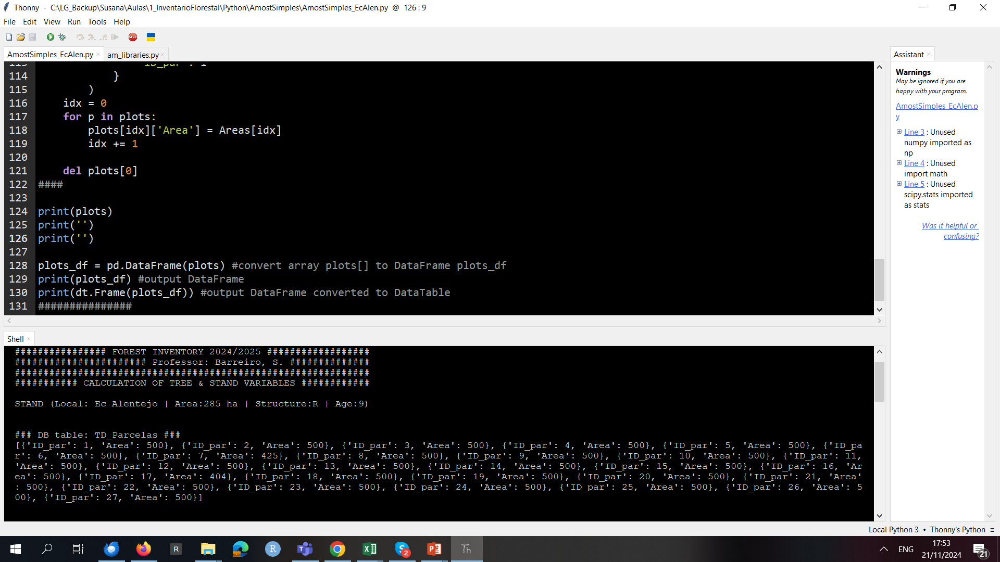 Thonny - C:\LG_Backup\Susana\Aulas\1_InventarioFlorestal\Python\AmostSimples\AmostSimples_EcAlen.py @ 126 : 9
File Edit View Run Tools Help
STOP
AmostSimples_EcAlen.py × am_libraries.py ×
114 }
115 )
116 idx = 0
117 for p in plots:
118 plots[idx]['Area'] = Areas[idx]
119 idx += 1
120
121 del plots[0]
122 ####
123
124 print(plots)
125 print('')
126 print('')
127
128 plots_df = pd.DataFrame(plots) #convert array plots[] to DataFrame plots_df
129 print(plots_df) #output DataFrame
130 print(dt.Frame(plots_df)) #output DataFrame converted to DataTable
131 ###############
Shell ×
################ FOREST INVENTORY 2024/2025 ##################
####################### Professor: Barreiro, S. ##############
##############################################################
########### CALCULATION OF TREE & STAND VARIABLES ############
STAND (Local: Ec Alentejo | Area:285 ha | Structure:R | Age:9)
### DB table: TD_Parcelas ###
[{'ID_par': 1, 'Area': 500}, {'ID_par': 2, 'Area': 500}, {'ID_par': 3, 'Area': 500}, {'ID_par': 4, 'Area': 500}, {'ID_par': 5, 'Area': 500}, {'ID_pa
r': 6, 'Area': 500}, {'ID_par': 7, 'Area': 425}, {'ID_par': 8, 'Area': 500}, {'ID_par': 9, 'Area': 500}, {'ID_par': 10, 'Area': 500}, {'ID_par': 11,
'Area': 500}, {'ID_par': 12, 'Area': 500}, {'ID_par': 13, 'Area': 500}, {'ID_par': 14, 'Area': 500}, {'ID_par': 15, 'Area': 500}, {'ID_par': 16, 'Ar
ea': 500}, {'ID_par': 17, 'Area': 404}, {'ID_par': 18, 'Area': 500}, {'ID_par': 19, 'Area': 500}, {'ID_par': 20, 'Area': 500}, {'ID_par': 21, 'Area'
: 500}, {'ID_par': 22, 'Area': 500}, {'ID_par': 23, 'Area': 500}, {'ID_par': 24, 'Area': 500}, {'ID_par': 25, 'Area': 500}, {'ID_par': 26, 'Area': 5
00}, {'ID_par': 27, 'Area': 500}]
Assistant ×
Warnings
May be ignored if you are
happy with your program.
AmostSimples_EcAlen.p
y
Line 3 : Unused
numpy imported as
np
Line 4 : Unused
import math
Line 5 : Unused
scipy.stats imported
as stats
Was it helpful or
confusing?
Local Python 3 • Thonny's Python ≡
R
R
T
X
S 2
P
Th
ENG
17:53
21/11/2024
21